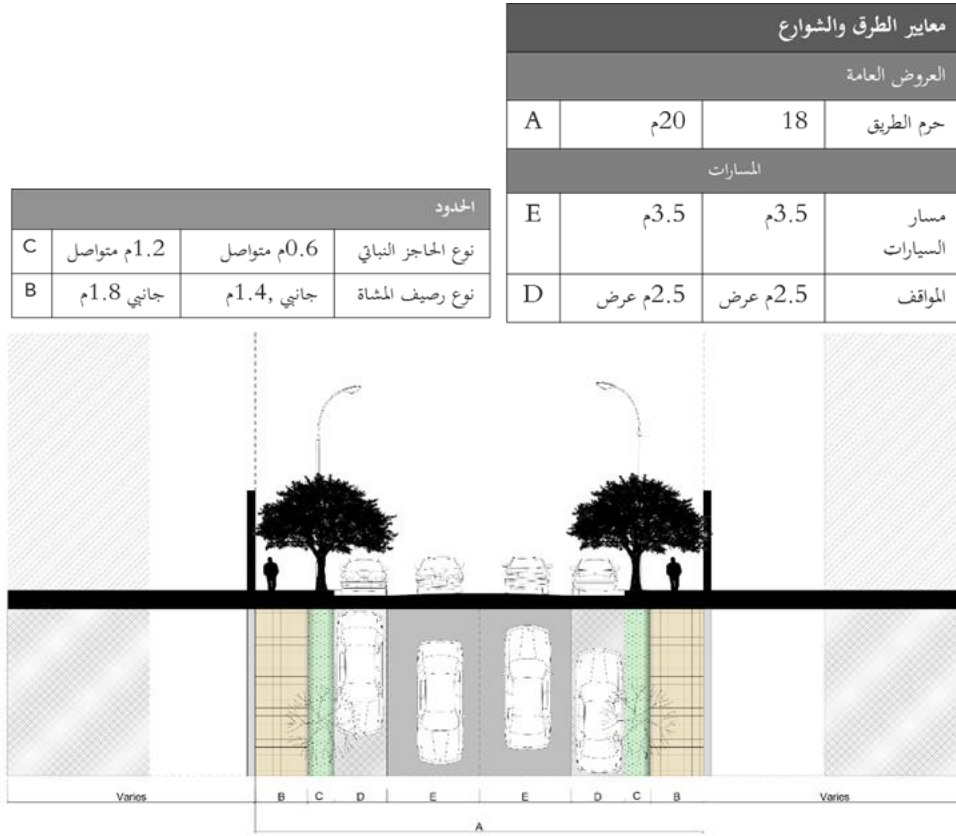 معايير الطرق والشوارع
العروض العامة
حرم الطريق 18 20م A
المسارات
مسار السيارات 3.5م 3.5م E
المواقف 2.5م عرض 2.5م عرض D
الحدود
نوع الحاجز النباتي 0.6م متواصل 1.2م متواصل C
نوع رصيف المشاة جانبي ,1.4م جانبي 1.8م B
Varies B C D E E D C B Varies
A